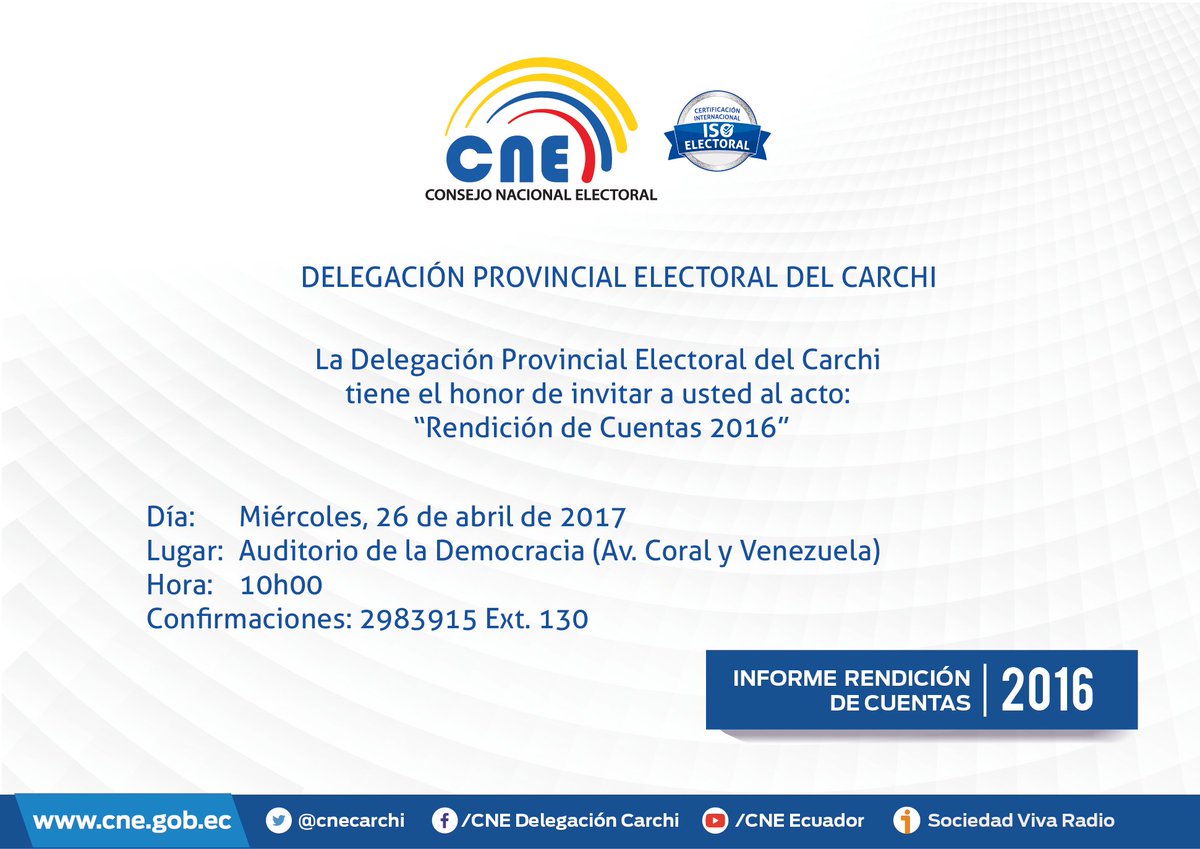 CNE
CONSEJO NACIONAL ELECTORAL
CERTIFICACIÓN
INTERNACIONAL
ISO
ELECTORAL
DELEGACIÓN PROVINCIAL ELECTORAL DEL CARCHI
La Delegación Provincial Electoral del Carchi
tiene el honor de invitar a usted al acto:
“Rendición de Cuentas 2016”
Día: Miércoles, 26 de abril de 2017
Lugar: Auditorio de la Democracia (Av. Coral y Venezuela)
Hora: 10h00
Confirmaciones: 2983915 Ext. 130
INFORME RENDICIÓN
DE CUENTAS
2016
www.cne.gob.ec @cnecarchi /CNE Delegación Carchi /CNE Ecuador Sociedad Viva Radio